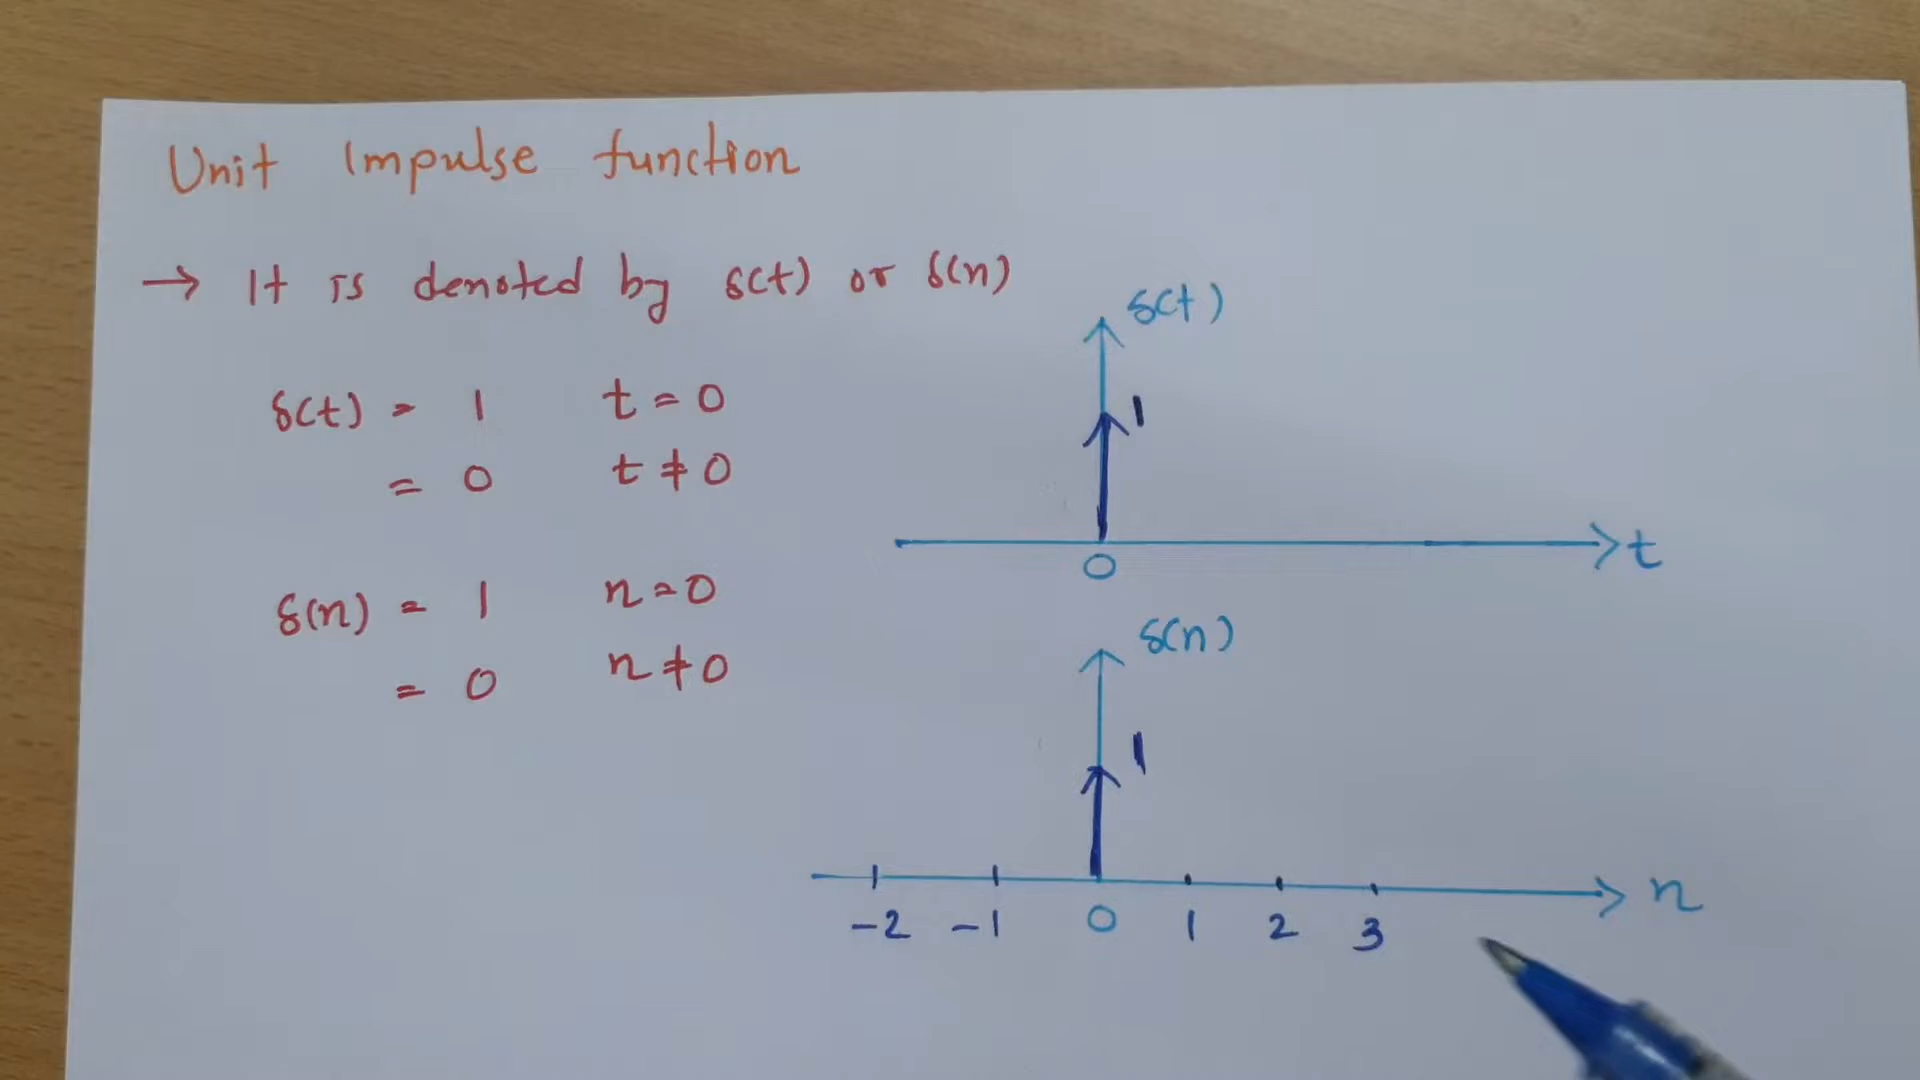 Unit Impulse function
→ It is denoted by δ(t) or δ(n)
δ(t) = 1 t = 0
= 0 t ≠ 0
δ(n) = 1 n = 0
= 0 n ≠ 0
δ(t)
1
0
t
δ(n)
1
n
-2 -1 0 1 2 3